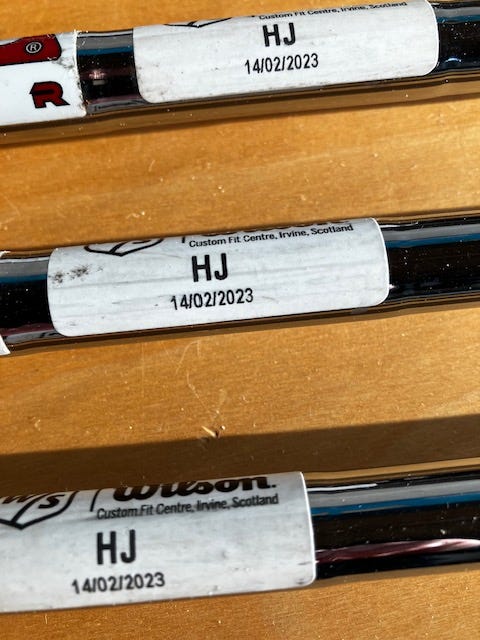 Custom Fit Centre, Irvine, Scotland
HJ
14/02/2023
®
R
Custom Fit Centre, Irvine, Scotland
HJ
14/02/2023
W/S Wilson.
Custom Fit Centre, Irvine, Scotland
HJ
14/02/2023